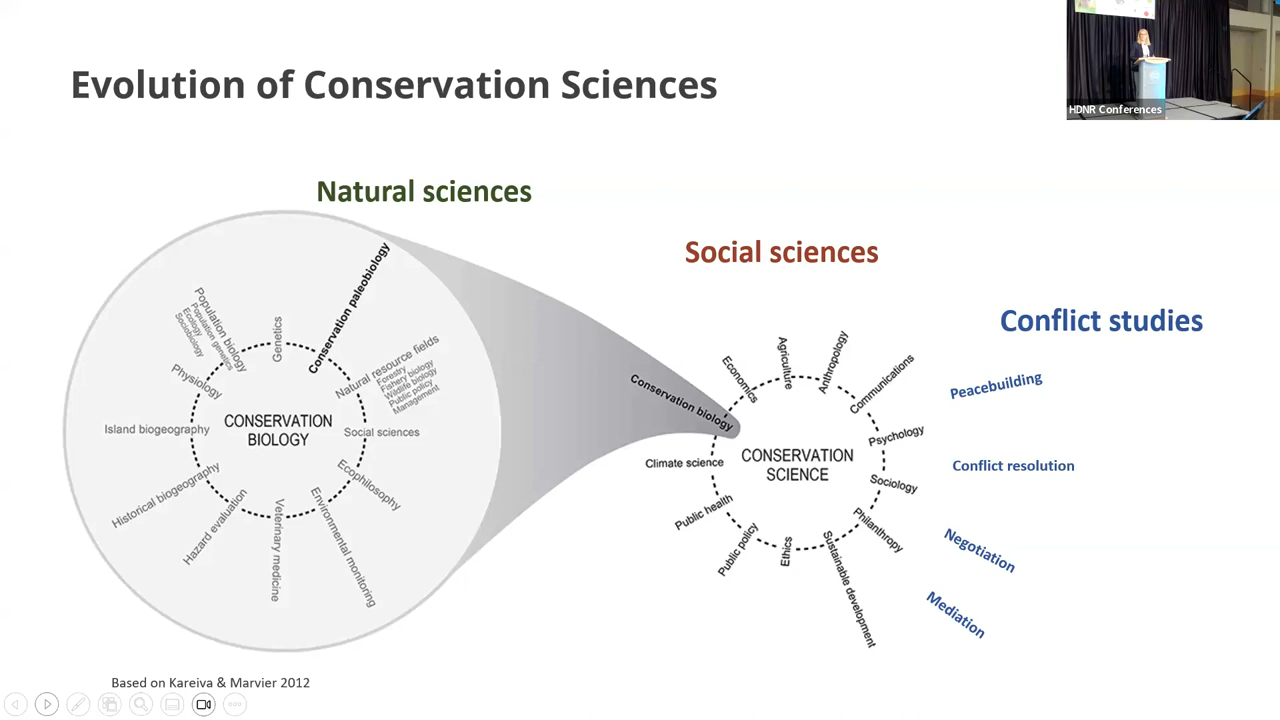 Evolution of Conservation Sciences
HDNR Conferences
Natural sciences
Social sciences
Conflict studies
Conservation paleobiology
Genetics
Population biology
Population genetics
Ecology
Sociobiology
Physiology
Island biogeography
Historical biogeography
Hazard evaluation
Veterinary medicine
Environmental monitoring
Ecophilosophy
Social sciences
Natural resource fields
Forestry
Fishery biology
Wildlife biology
Public policy
Management
CONSERVATION
BIOLOGY
Conservation biology
Economics
Agriculture
Anthropology
Communications
Psychology
Sociology
Philanthropy
Sustainable development
Ethics
Public policy
Public health
Climate science
CONSERVATION
SCIENCE
Peacebuilding
Conflict resolution
Negotiation
Mediation
Based on Kareiva & Marvier 2012